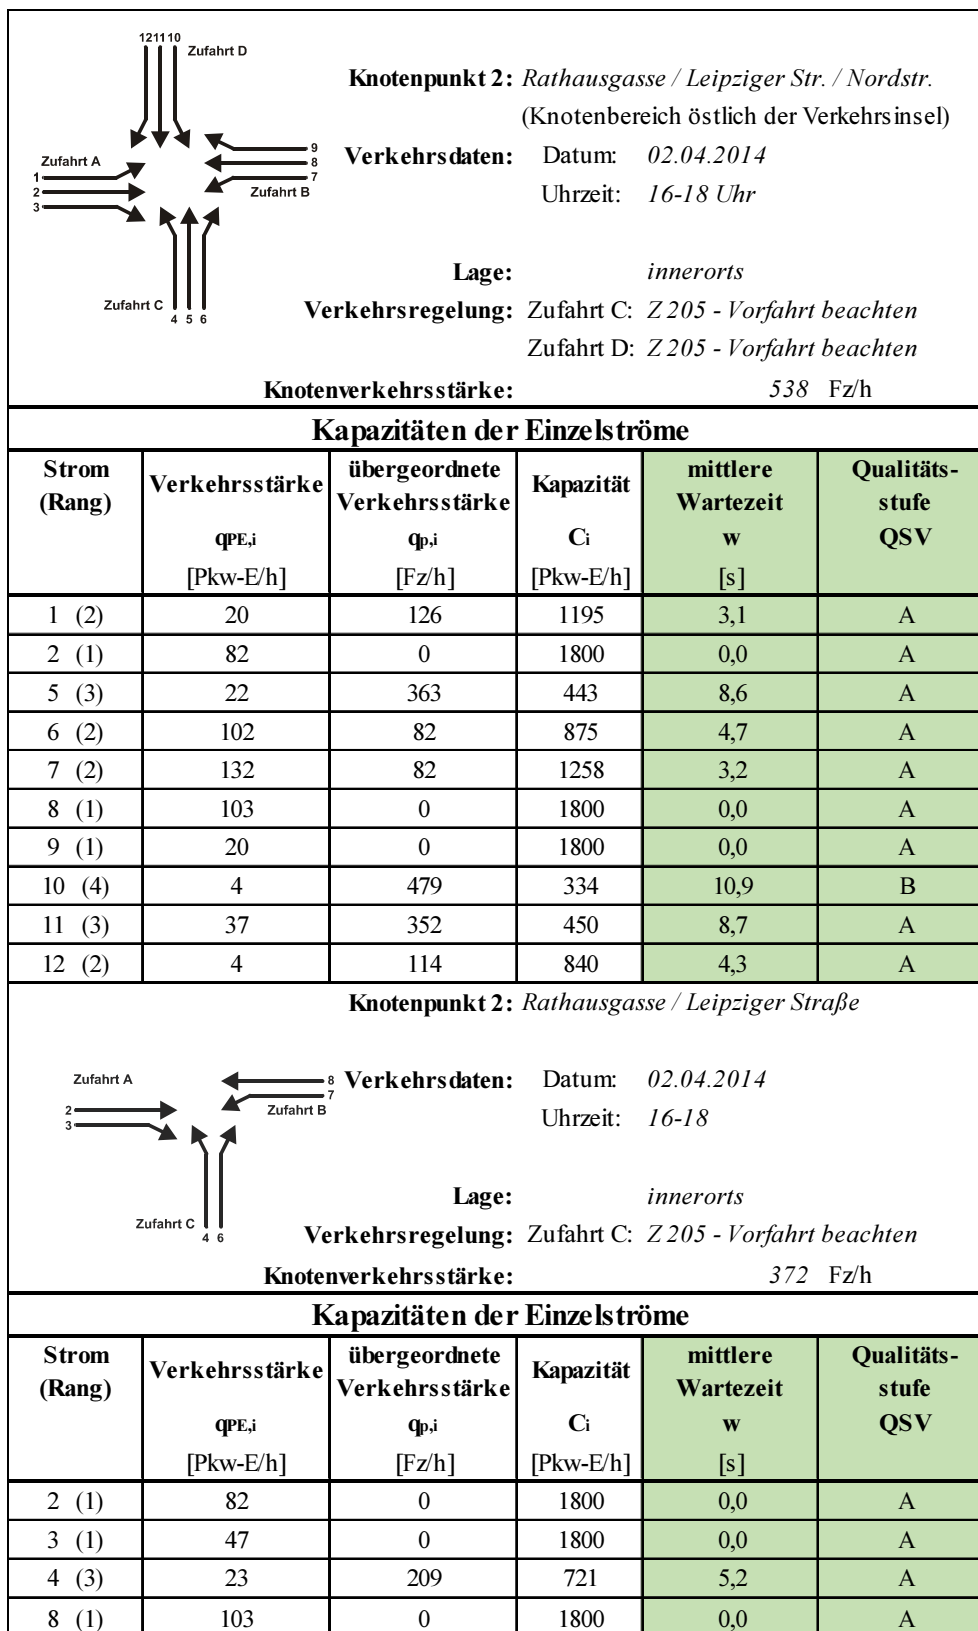 12 11 10
Zufahrt D
Zufahrt A
1
2
3
9
8
7
Zufahrt B
Zufahrt C
4 5 6
Knotenpunkt 2: Rathausgasse / Leipziger Str. / Nordstr.
(Knotenbereich östlich der Verkehrsinsel)
Verkehrsdaten: Datum: 02.04.2014
Uhrzeit: 16-18 Uhr
Lage: innerorts
Verkehrsregelung: Zufahrt C: Z 205 - Vorfahrt beachten
Zufahrt D: Z 205 - Vorfahrt beachten
Knotenverkehrsstärke: 538 Fz/h
Kapazitäten der Einzelströme
Strom (Rang) Verkehrsstärke übergeordnete Verkehrsstärke Kapazität mittlere Wartezeit Qualitäts-stufe
qPE,i qp,i Ci w QSV
[Pkw-E/h] [Fz/h] [Pkw-E/h] [s]
1 (2) 20 126 1195 3,1 A
2 (1) 82 0 1800 0,0 A
5 (3) 22 363 443 8,6 A
6 (2) 102 82 875 4,7 A
7 (2) 132 82 1258 3,2 A
8 (1) 103 0 1800 0,0 A
9 (1) 20 0 1800 0,0 A
10 (4) 4 479 334 10,9 B
11 (3) 37 352 450 8,7 A
12 (2) 4 114 840 4,3 A
Knotenpunkt 2: Rathausgasse / Leipziger Straße
Zufahrt A
2
3
8
7
Zufahrt B
Zufahrt C
4 6
Verkehrsdaten: Datum: 02.04.2014
Uhrzeit: 16-18
Lage: innerorts
Verkehrsregelung: Zufahrt C: Z 205 - Vorfahrt beachten
Knotenverkehrsstärke: 372 Fz/h
Kapazitäten der Einzelströme
Strom (Rang) Verkehrsstärke übergeordnete Verkehrsstärke Kapazität mittlere Wartezeit Qualitäts-stufe
qPE,i qp,i Ci w QSV
[Pkw-E/h] [Fz/h] [Pkw-E/h] [s]
2 (1) 82 0 1800 0,0 A
3 (1) 47 0 1800 0,0 A
4 (3) 23 209 721 5,2 A
8 (1) 103 0 1800 0,0 A